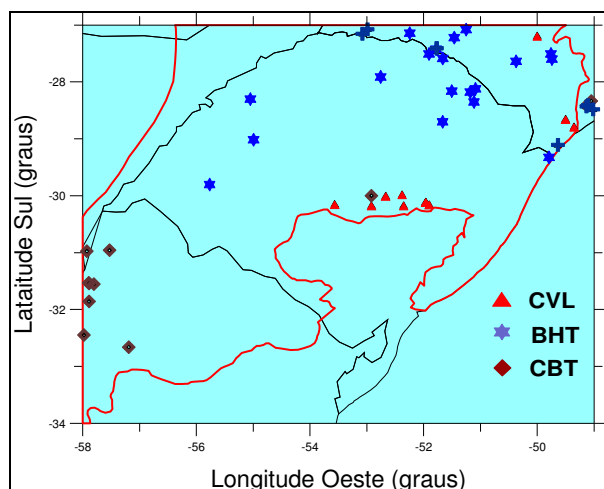 -28
-30
-32
-34
Lataitude Sul (graus)
CVL
BHT
CBT
-58
-56
-54
-52
-50
Longitude Oeste (graus)